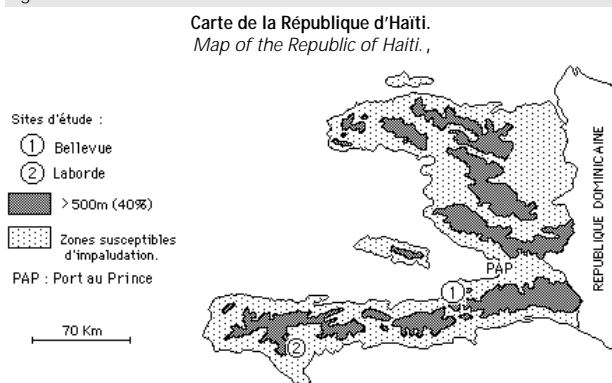 Carte de la République d'Haïti.
Map of the Republic of Haiti. ,
Sites d'étude :
1 Bellevue
2 Laborde
>500m (40%)
Zones susceptibles
d'impaludation.
PAP : Port au Prince
70 Km
PAP
1
2
REPUBLIQUE DOMINICAINE